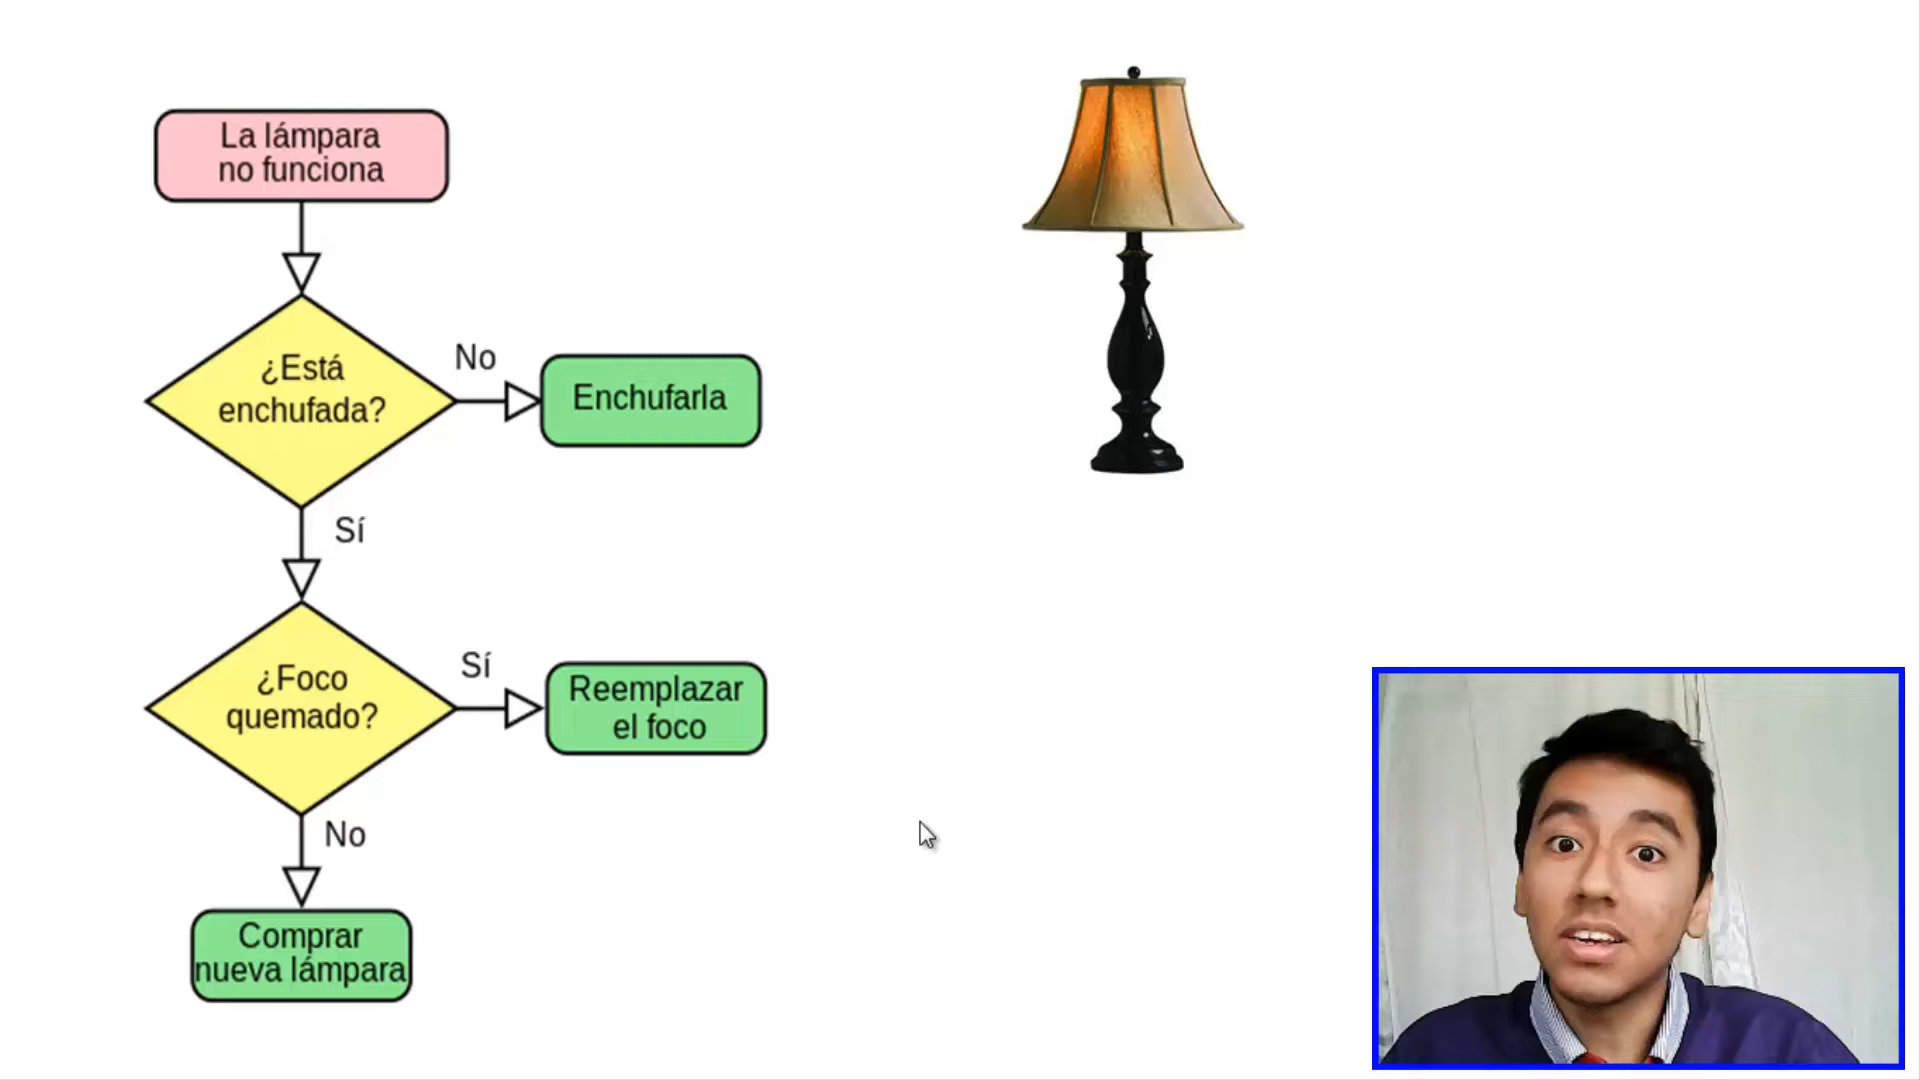 La lámpara
no funciona
¿Está
enchufada?
No
Enchufarla
Sí
¿Foco
quemado?
Sí
Reemplazar
el foco
No
Comprar
nueva lámpara